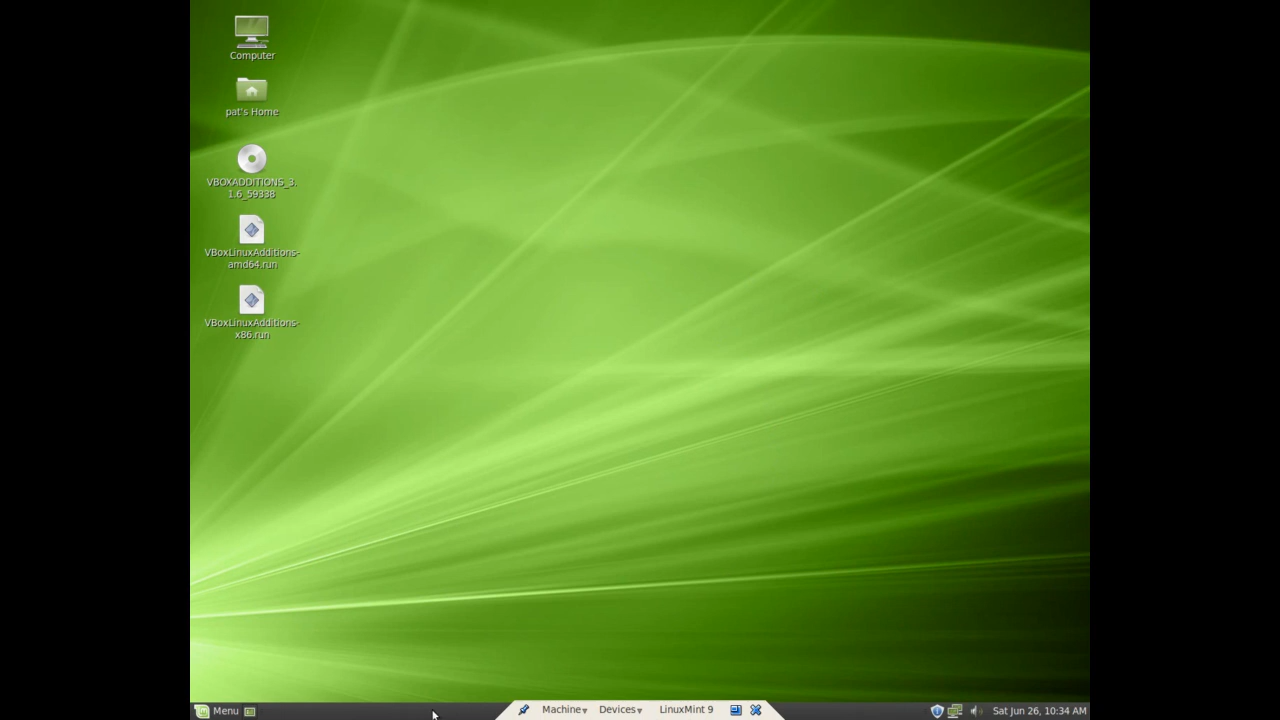 Computer
pat's Home
VBOXADDITIONS_3.
1.6_59338
VBoxLinuxAdditions-
amd64.run
VBoxLinuxAdditions-
x86.run
Menu
Machine
Devices
LinuxMint 9
Sat Jun 26, 10:34 AM